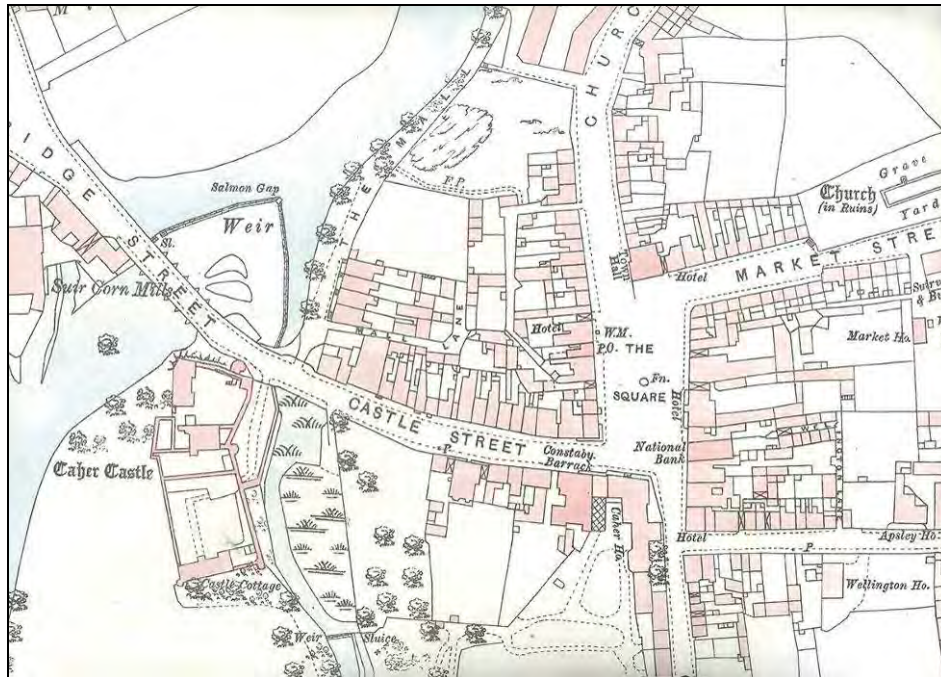 M
CHURC
THE MALL
BRIDGE STREET
Salmon Gap
Weir
Sl.
F.P.
Grave
Yard
Church
(in Ruins)
Town Hall
Hotel
MARKET STRE
Suir Corn Mills
LANE
Hotel
W.M.
P.O.
THE
SQUARE
Fn.
Hotel
Market Ho.
& B
CASTLE STREET
P
Constaby.
Barrack
National
Bank
Caher Castle
Caher Ho.
Hotel
Apsley Ho.
P
Castle Cottage
Wellington Ho.
Weir
Sluice